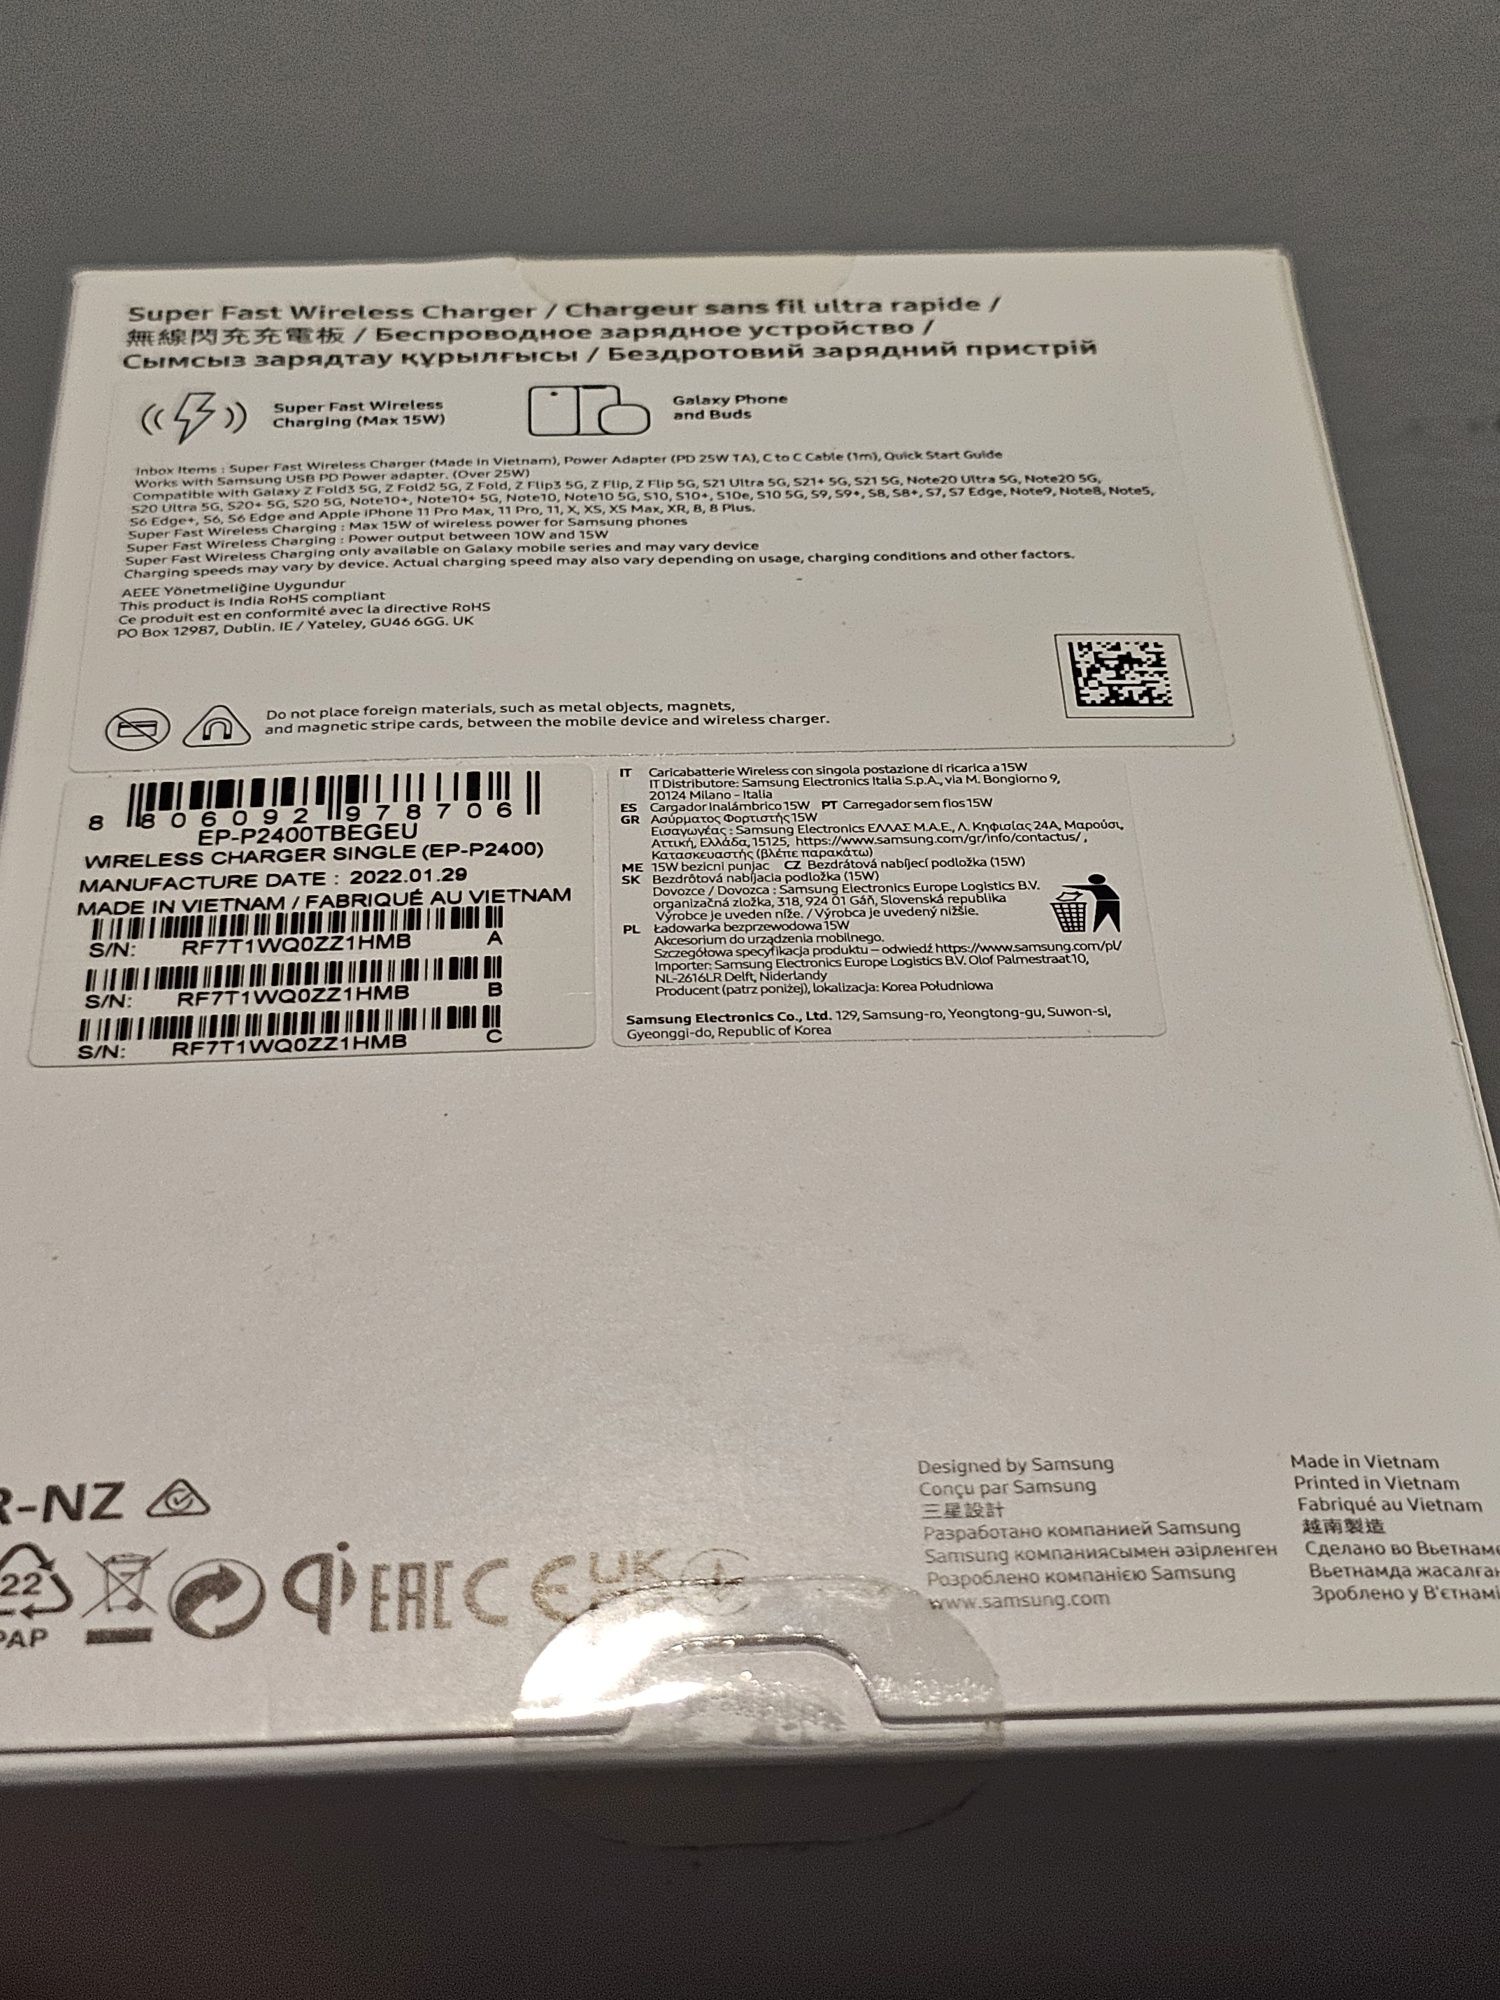 Super Fast Wireless Charger / Chargeur sans fil ultra rapide /
無線閃充充電板 / Беспроводное зарядное устройство /
Сымсыз зарядтау құрылғысы / Бездротовий зарядний пристрій
Super Fast Wireless
Charging (Max 15W)
Galaxy Phone
and Buds
Inbox Items : Super Fast Wireless Charger (Made in Vietnam), Power Adapter (PD 25W TA), C to C Cable (1m), Quick Start Guide
Works with Samsung USB PD Power adapter. (Over 25W)
Compatible with Galaxy Z Fold3 5G, Z Fold2 5G, Z Fold, Z Flip3 5G, Z Flip, Z Flip 5G, S21 Ultra 5G, S21+ 5G, S21 5G, Note20 Ultra 5G, Note20 5G,
S20 Ultra 5G, S20+ 5G, S20 5G, Note10+, Note10+ 5G, Note10, Note10 5G, S10, S10+, S10e, S10 5G, S9, S9+, S8, S8+, S7, S7 Edge, Note9, Note8, Note5,
S6 Edge+, S6, S6 Edge and Apple iPhone 11 Pro Max, 11 Pro, 11, X, XS, XS Max, XR, 8, 8 Plus.
Super Fast Wireless Charging : Max 15W of wireless power for Samsung phones
Super Fast Wireless Charging : Power output between 10W and 15W
Super Fast Wireless Charging only available on Galaxy mobile series and may vary device
Charging speeds may vary by device. Actual charging speed may also vary depending on usage, charging conditions and other factors.
AEEE Yönetmeliğine Uygundur
This product is India RoHS compliant
Ce produit est en conformité avec la directive RoHS
PO Box 12987, Dublin. IE / Yateley, GU46 6GG. UK
Do not place foreign materials, such as metal objects, magnets,
and magnetic stripe cards, between the mobile device and wireless charger.
8 806092 978706
EP-P2400TBEGEU
WIRELESS CHARGER SINGLE (EP-P2400)
MANUFACTURE DATE : 2022.01.29
MADE IN VIETNAM / FABRIQUÉ AU VIETNAM
S/N: RF7T1WQ0ZZ1HMB A
S/N: RF7T1WQ0ZZ1HMB B
S/N: RF7T1WQ0ZZ1HMB C
IT Caricabatterie Wireless con singola postazione di ricarica a 15W
IT Distributore: Samsung Electronics Italia S.p.A., via M. Bongiorno 9,
20124 Milano - Italia
ES Cargador Inalámbrico 15W PT Carregador sem fios 15W
GR Ασύρματος Φορτιστής 15W
Εισαγωγέας : Samsung Electronics ΕΛΛΑΣ Μ.Α.Ε., Λ. Κηφισίας 24Α, Μαρούσι,
Αττική, Ελλάδα, 15125, https://www.samsung.com/gr/info/contactus/ ,
Κατασκευαστής (βλέπε παρακάτω)
ME 15W bezicni punjac CZ Bezdrátová nabíjecí podložka (15W)
SK Bezdrôtová nabíjacia podložka (15W)
Dovozce / Dovozca : Samsung Electronics Europe Logistics B.V.
organizačná zložka, 318, 924 01 Gáň, Slovenská republika
Výrobce je uveden níže. / Výrobca je uvedený nižšie.
PL Ładowarka bezprzewodowa 15W
Akcesorium do urządzenia mobilnego.
Szczegółowa specyfikacja produktu – odwiedź https://www.samsung.com/pl/
Importer: Samsung Electronics Europe Logistics B.V. Olof Palmestraat 10,
NL-2616LR Delft, Niderlandy
Producent (patrz poniżej), lokalizacja: Korea Południowa
Samsung Electronics Co., Ltd. 129, Samsung-ro, Yeongtong-gu, Suwon-si,
Gyeonggi-do, Republic of Korea
R-NZ
22
PAP
qi EAC CE UK
Designed by Samsung
Conçu par Samsung
三星設計
Разработано компанией Samsung
Samsung компаниясымен әзірленген
Розроблено компанією Samsung
www.samsung.com
Made in Vietnam
Printed in Vietnam
Fabriqué au Vietnam
越南製造
Сделано во Вьетнаме
Вьетнамда жасалған
Зроблено у В'єтнамі